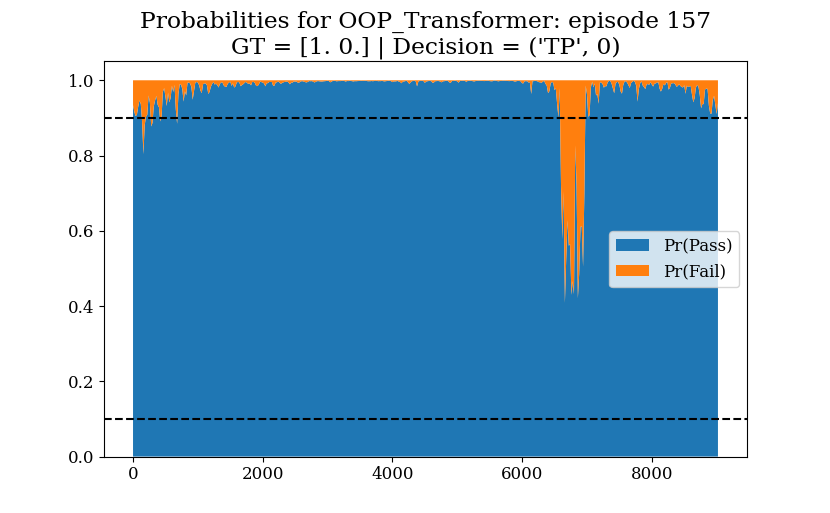 Probabilities for OOP_Transformer: episode 157
GT = [1. 0.] | Decision = ('TP', 0)
1.0
0.8
0.6
0.4
0.2
0.0
Pr(Pass)
Pr(Fail)
0
2000
4000
6000
8000